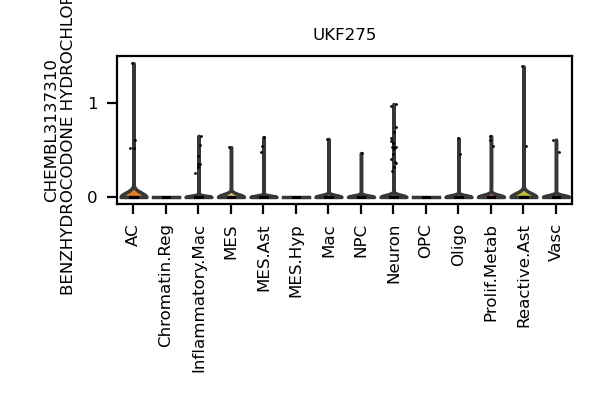 UKF275
CHEMBL3137310
BENZHYDROCODONE HYDROCHLOR
1
0
AC
Chromatin.Reg
Inflammatory.Mac
MES
MES.Ast
MES.Hyp
Mac
NPC
Neuron
OPC
Oligo
Prolif.Metab
Reactive.Ast
Vasc